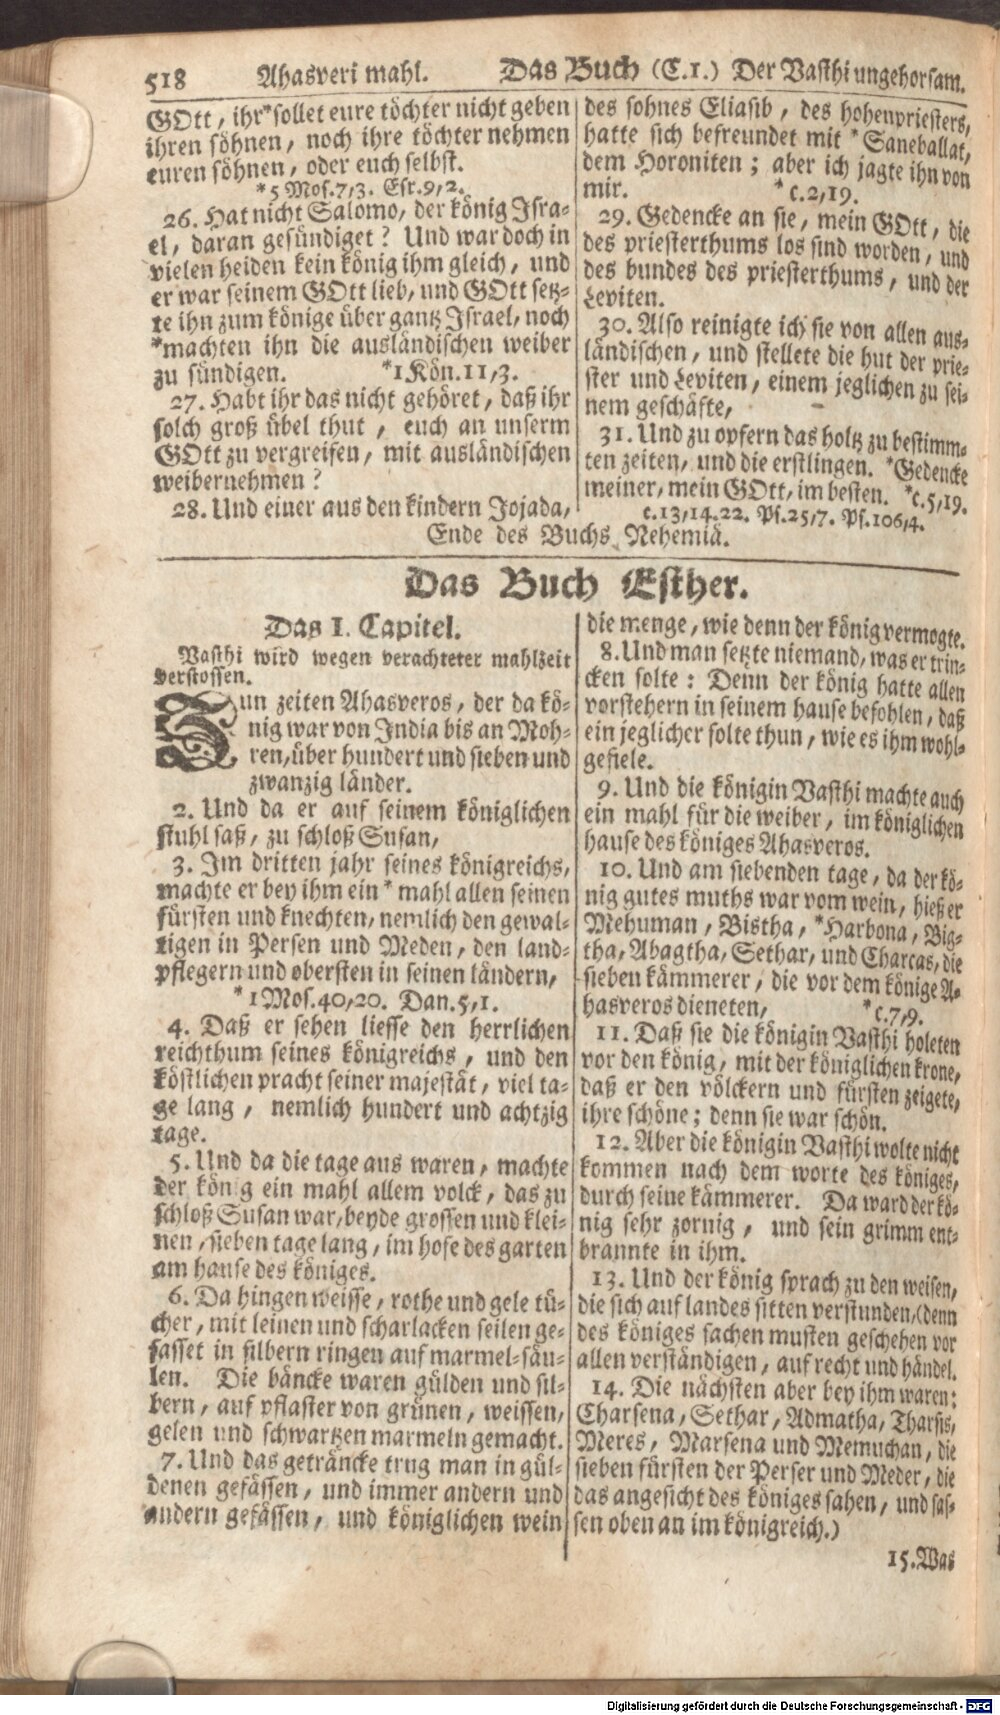 518 Ahasveri mahl. Das Buch (C.1.) Der Vasthi ungehorsam.
GOtt, ihr *sollet eure töchter nicht geben
ihren söhnen, noch ihre töchter nehmen
euren söhnen, oder euch selbst.
*5 Mos.7,3. Esr.9,2.
26. Hat nicht Salomo, der könig Isra-
el, daran gesündiget? Und war doch in
vielen heiden kein könig ihm gleich, und
er war seinem GOtt lieb, und GOtt setz-
te ihn zum könige über gantz Israel, noch
*machten ihn die ausländischen weiber
zu sündigen. *1 Kön.11,3.
27. Habt ihr das nicht gehöret, daß ihr
solch groß übel thut, euch an unserm
GOtt zu vergreifen, mit ausländischen
weibernehmen?
28. Und einer aus den kindern Jojada,
des sohnes Eliasib, des hohenpriesters,
hatte sich befreundet mit *Saneballat,
dem Horoniten; aber ich jagte ihn von
mir. *c.2,19.
29. Gedencke an sie, mein GOtt, die
des priesterthums los sind worden, und
des bundes des priesterthums, und der
Leviten.
30. Also reinigte ich sie von allen aus-
ländischen, und stellete die hut der prie-
ster und Leviten, einem jeglichen zu sei-
nem geschäfte,
31. Und zu opfern das holtz zu bestimm-
ten zeiten, und die erstlingen. *Gedencke
meiner, mein GOtt, im besten. *c.5,19.
c.13,14.22. Ps.25,7. Ps.106,4.
Ende des Buchs Nehemiä.
Das Buch Esther.
Das I. Capitel.
Vasthi wird wegen verachteter mahlzeit
verstossen.
Zun zeiten Ahasveros, der da kö-
nig war von India bis an Moh-
ren, über hundert und sieben und
zwanzig länder.
2. Und da er auf seinem königlichen
stuhl saß, zu schloß Susan,
3. Im dritten jahr seines königreichs,
machte er bey ihm ein *mahl allen seinen
fürsten und knechten, nemlich den gewal-
tigen in Persen und Meden, den land-
pflegern und obersten in seinen ländern,
*1 Mos.40,20. Dan.5,1.
4. Daß er sehen liesse den herrlichen
reichthum seines königreichs, und den
köstlichen pracht seiner majestät, viel ta-
ge lang, nemlich hundert und achtzig
tage.
5. Und da die tage aus waren, machte
der könig ein mahl allem volck, das zu
schloß Susan war, beyde grossen und klei-
nen, sieben tage lang, im hofe des garten
am hause des königes.
6. Da hingen weisse, rothe und gele tü-
cher, mit leinen und scharlacken seilen ge-
fasset in silbern ringen auf marmel-säu-
len. Die bäncke waren gülden und sil-
bern, auf pflaster von grünen, weissen,
gelen und schwartzen marmeln gemacht.
7. Und das geträncke trug man in gül-
denen gefässen, und immer andern und
andern gefässen, und königlichen wein
die menge, wie denn der könig vermogte.
8. Und man setzte niemand, was er trin-
cken solte: Denn der könig hatte allen
vorstehern in seinem hause befohlen, daß
ein jeglicher solte thun, wie es ihm wohl-
gefiele.
9. Und die königin Vasthi machte auch
ein mahl für die weiber, im königlichen
hause des königes Ahasveros.
10. Und am siebenden tage, da der kö-
nig gutes muths war vom wein, hieß er
Mehuman, Bistha, *Harbona, Big-
tha, Abagtha, Sethar, und Charcas, die
sieben kämmerer, die vor dem könige A-
hasveros dieneten, *c.7,9.
11. Daß sie die königin Vasthi holeten
vor den könig, mit der königlichen krone,
daß er den völckern und fürsten zeigete,
ihre schöne; denn sie war schön.
12. Aber die königin Vasthi wolte nicht
kommen nach dem worte des königes,
durch seine kämmerer. Da ward der kö-
nig sehr zornig, und sein grimm ent-
brannte in ihm.
13. Und der könig sprach zu den weisen,
die sich auf landes sitten verstunden, (denn
des königes sachen musten geschehen vor
allen verständigen, auf recht und händel.
14. Die nächsten aber bey ihm waren:
Charsena, Sethar, Admatha, Tharsis,
Meres, Marsena und Memuchan, die
sieben fürsten der Perser und Meder, die
das angesicht des königes sahen, und sas-
sen oben an im königreich.)
15. Was
Digitalisierung gefördert durch die Deutsche Forschungsgemeinschaft - DFG